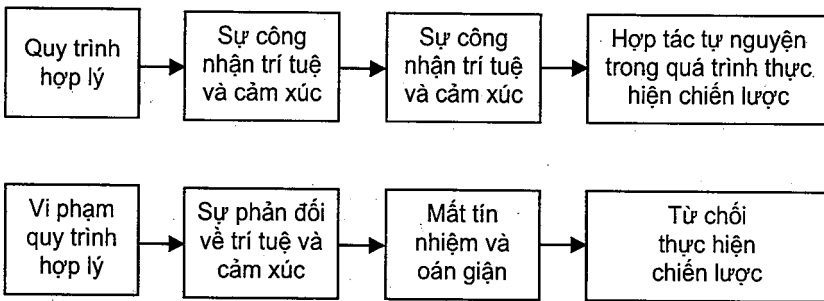 Quy trình
hợp lý
Sự công
nhận trí tuệ
và cảm xúc
Sự công
nhận trí tuệ
và cảm xúc
Hợp tác tự nguyện
trong quá trình thực
hiện chiến lược
Vi phạm
quy trình
hợp lý
Sự phản đối
về trí tuệ và
cảm xúc
Mất tín
nhiệm và
oán giận
Từ chối
thực hiện
chiến lược